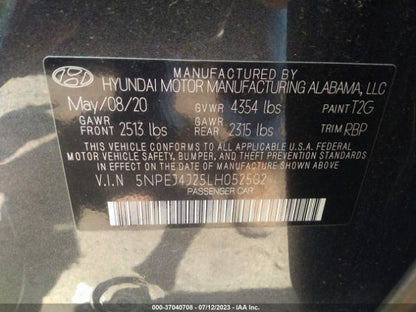 MANUFACTURED BY
HYUNDAI MOTOR MANUFACTURING ALABAMA, LLC
May/08/20 GVWR 4354 lbs PAINT T2G
GAWR GAWR
FRONT 2513 lbs REAR 2315 lbs TRIM RBP
THIS VEHICLE CONFORMS TO ALL APPLICABLE U.S.A. FEDERAL
MOTOR VEHICLE SAFETY, BUMPER, AND THEFT PREVENTION
STANDARDS IN EFFECT ON THE DATE OF MANUFACTURE SHOWN
ABOVE.
V.I.N 5NPEJ4J25LH052562
PASSENGER CAR
© 37040708 - 07/12/2023 - IAA Inc.